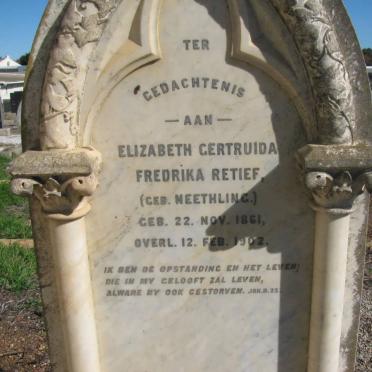 TER
GEDACHTENIS
— AAN —
ELIZABETH GERTRUIDA
FREDRIKA RETIEF,
(GEB. NEETHLING.)
GEB. 22. NOV. 1861,
OVERL. 12. FEB. 1902.
IK BEN DE OPSTANDING EN HET LEVEN;
DIE IN MY GELOOFT ZAL LEVEN,
ALWARE HY OOK GESTORVEN. JOH. II. 25.